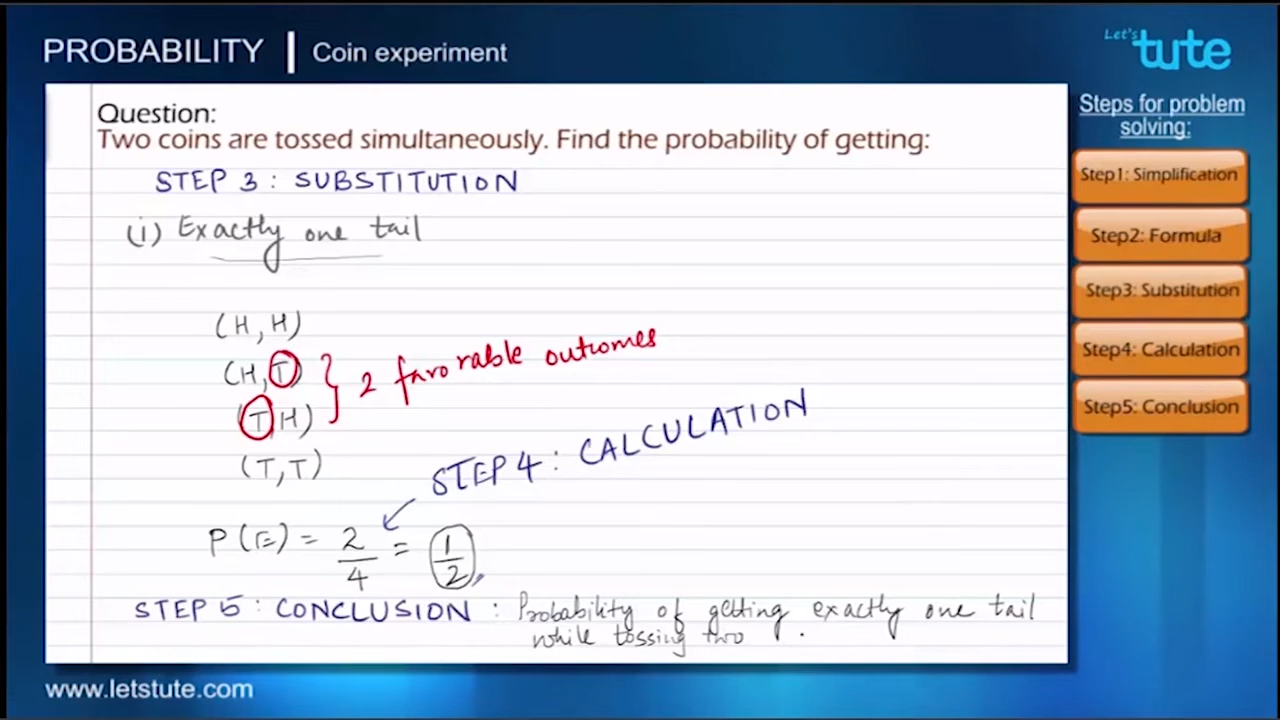 PROBABILITY | Coin experiment
Let's tute
Question:
Two coins are tossed simultaneously. Find the probability of getting:
STEP 3 : SUBSTITUTION
(i) Exactly one tail
(H, H)
(H, T)
(T, H)
(T, T)
} 2 favorable outcomes
STEP 4 : CALCULATION
P (E) = 2/4 = 1/2
STEP 5 : CONCLUSION : Probability of getting exactly one tail
while tossing two
Steps for problem
solving:
Step1: Simplification
Step2: Formula
Step3: Substitution
Step4: Calculation
Step5: Conclusion
www.letstute.com